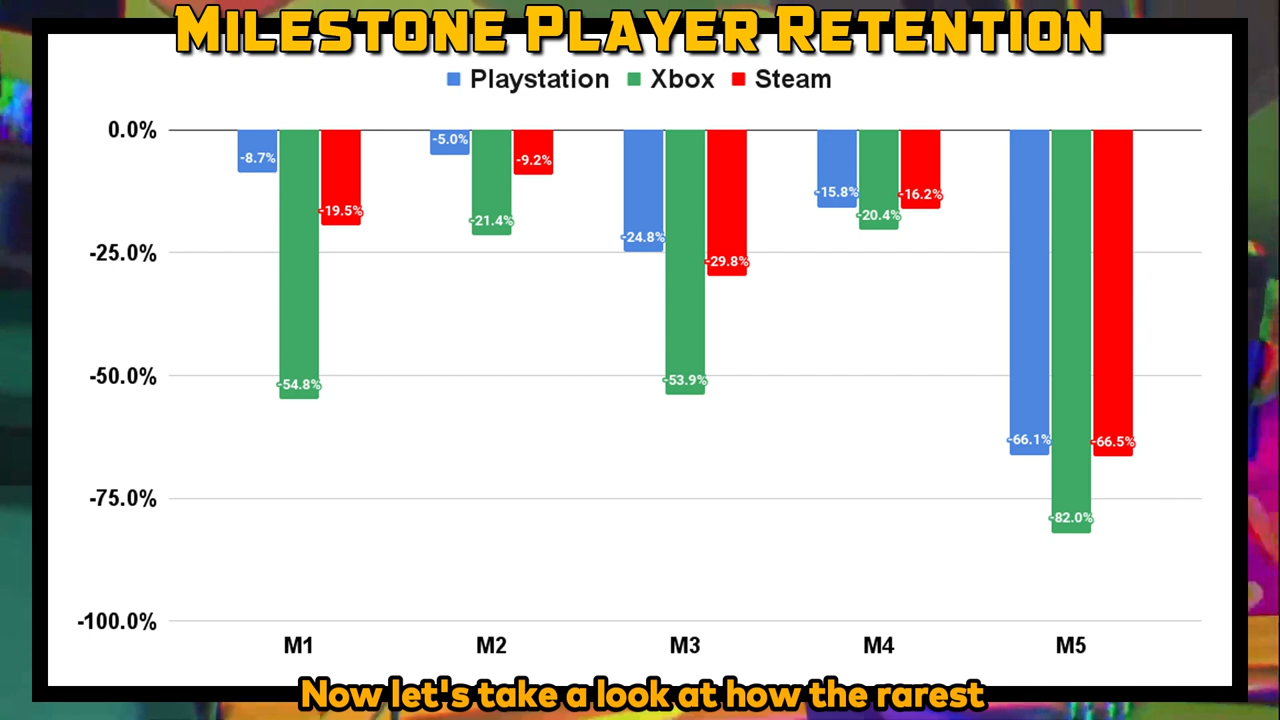 MILESTONE PLAYER RETENTION
Playstation Xbox Steam
0.0%
-8.7% -54.8% -19.5%
-5.0% -21.4% -9.2%
-24.8% -53.9% -29.8%
-15.8% -20.4% -16.2%
-66.1% -82.0% -66.5%
-25.0%
-50.0%
-75.0%
-100.0%
M1 M2 M3 M4 M5
Now let's take a look at how the rarest